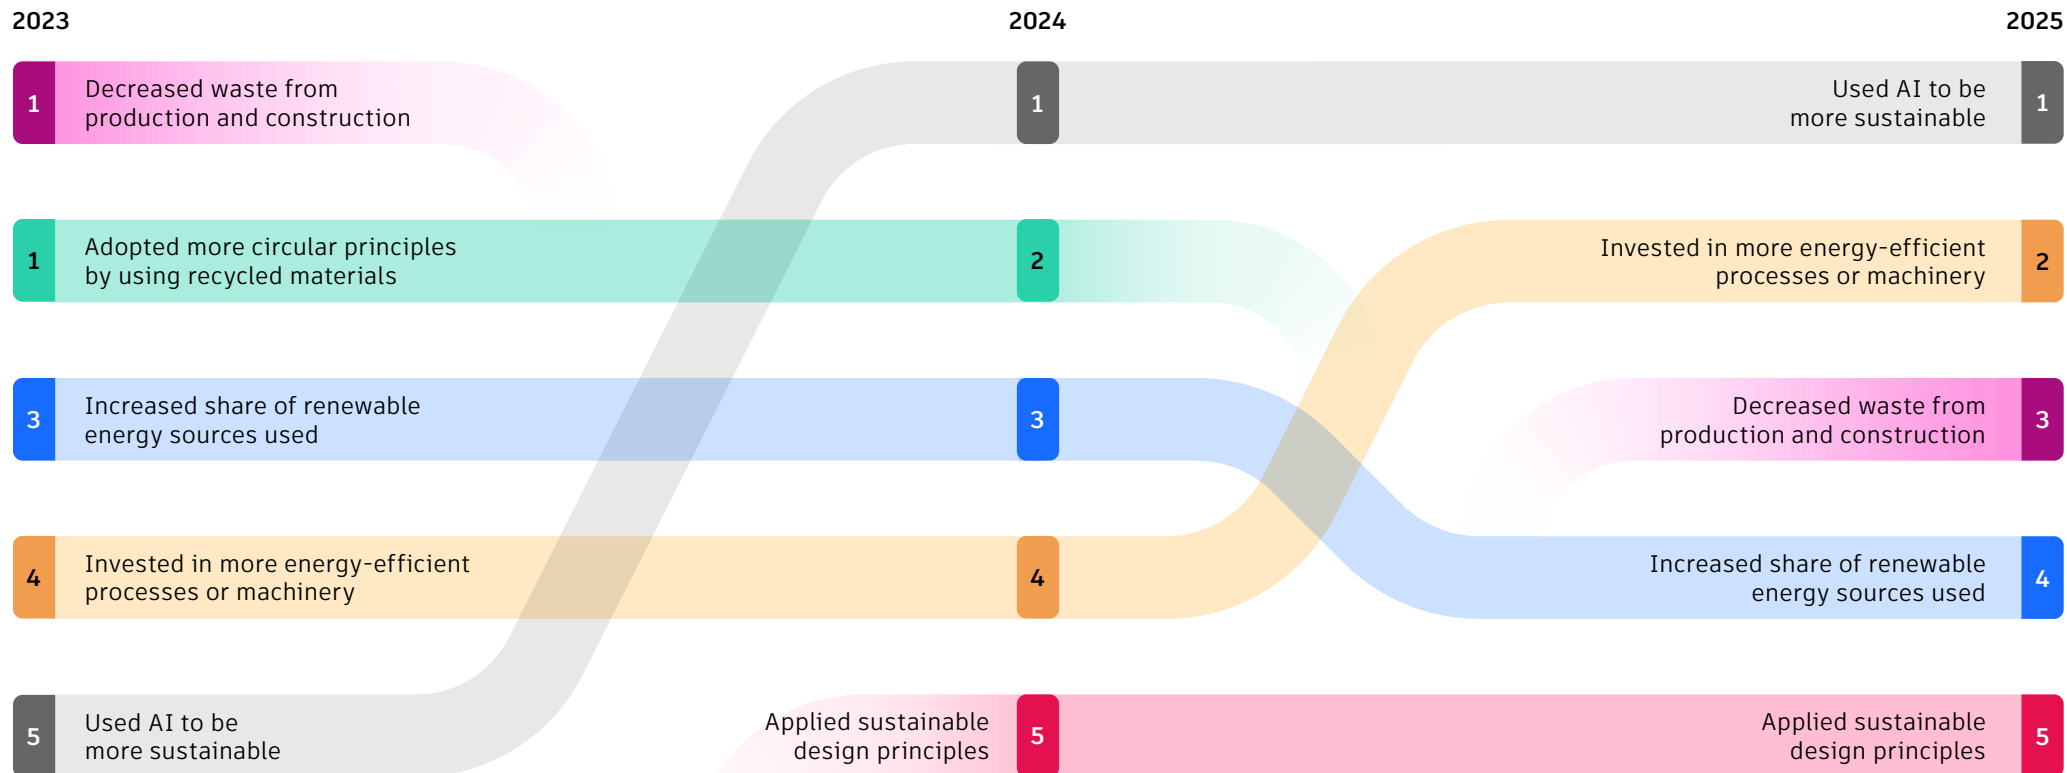 2023 2024 2025
1 Decreased waste from
production and construction
1
Used AI to be
more sustainable
1
1 Adopted more circular principles
by using recycled materials
2
Invested in more energy-efficient
processes or machinery
2
3 Increased share of renewable
energy sources used
3
Decreased waste from
production and construction
3
4 Invested in more energy-efficient
processes or machinery
4
Increased share of renewable
energy sources used
4
5 Used AI to be
more sustainable
Applied sustainable
design principles
5
Applied sustainable
design principles
5